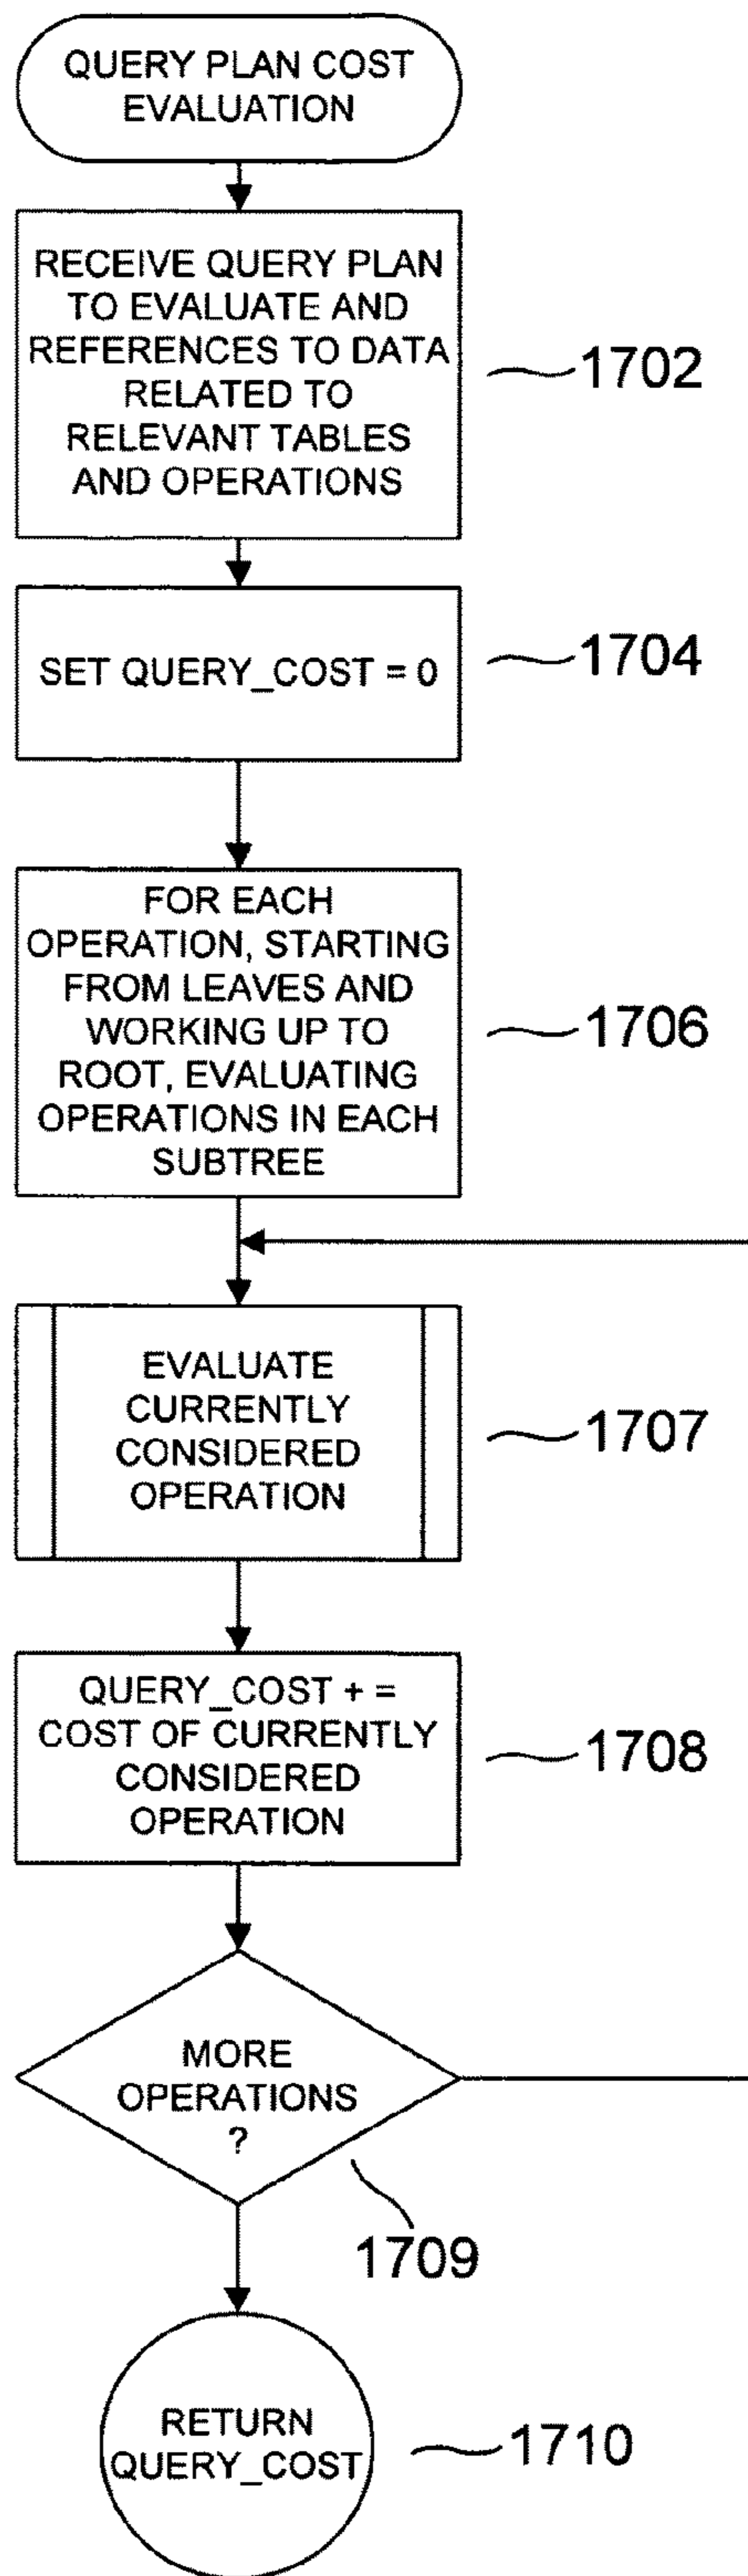 QUERY PLAN COST
EVALUATION
RECEIVE QUERY PLAN
TO EVALUATE AND
REFERENCES TO DATA
RELATED TO
RELEVANT TABLES
AND OPERATIONS
1702
SET QUERY_COST = 0
1704
FOR EACH
OPERATION, STARTING
FROM LEAVES AND
WORKING UP TO
ROOT, EVALUATING
OPERATIONS IN EACH
SUBTREE
1706
EVALUATE
CURRENTLY
CONSIDERED
OPERATION
1707
QUERY_COST + =
COST OF CURRENTLY
CONSIDERED
OPERATION
1708
MORE
OPERATIONS
?
1709
RETURN
QUERY_COST
1710